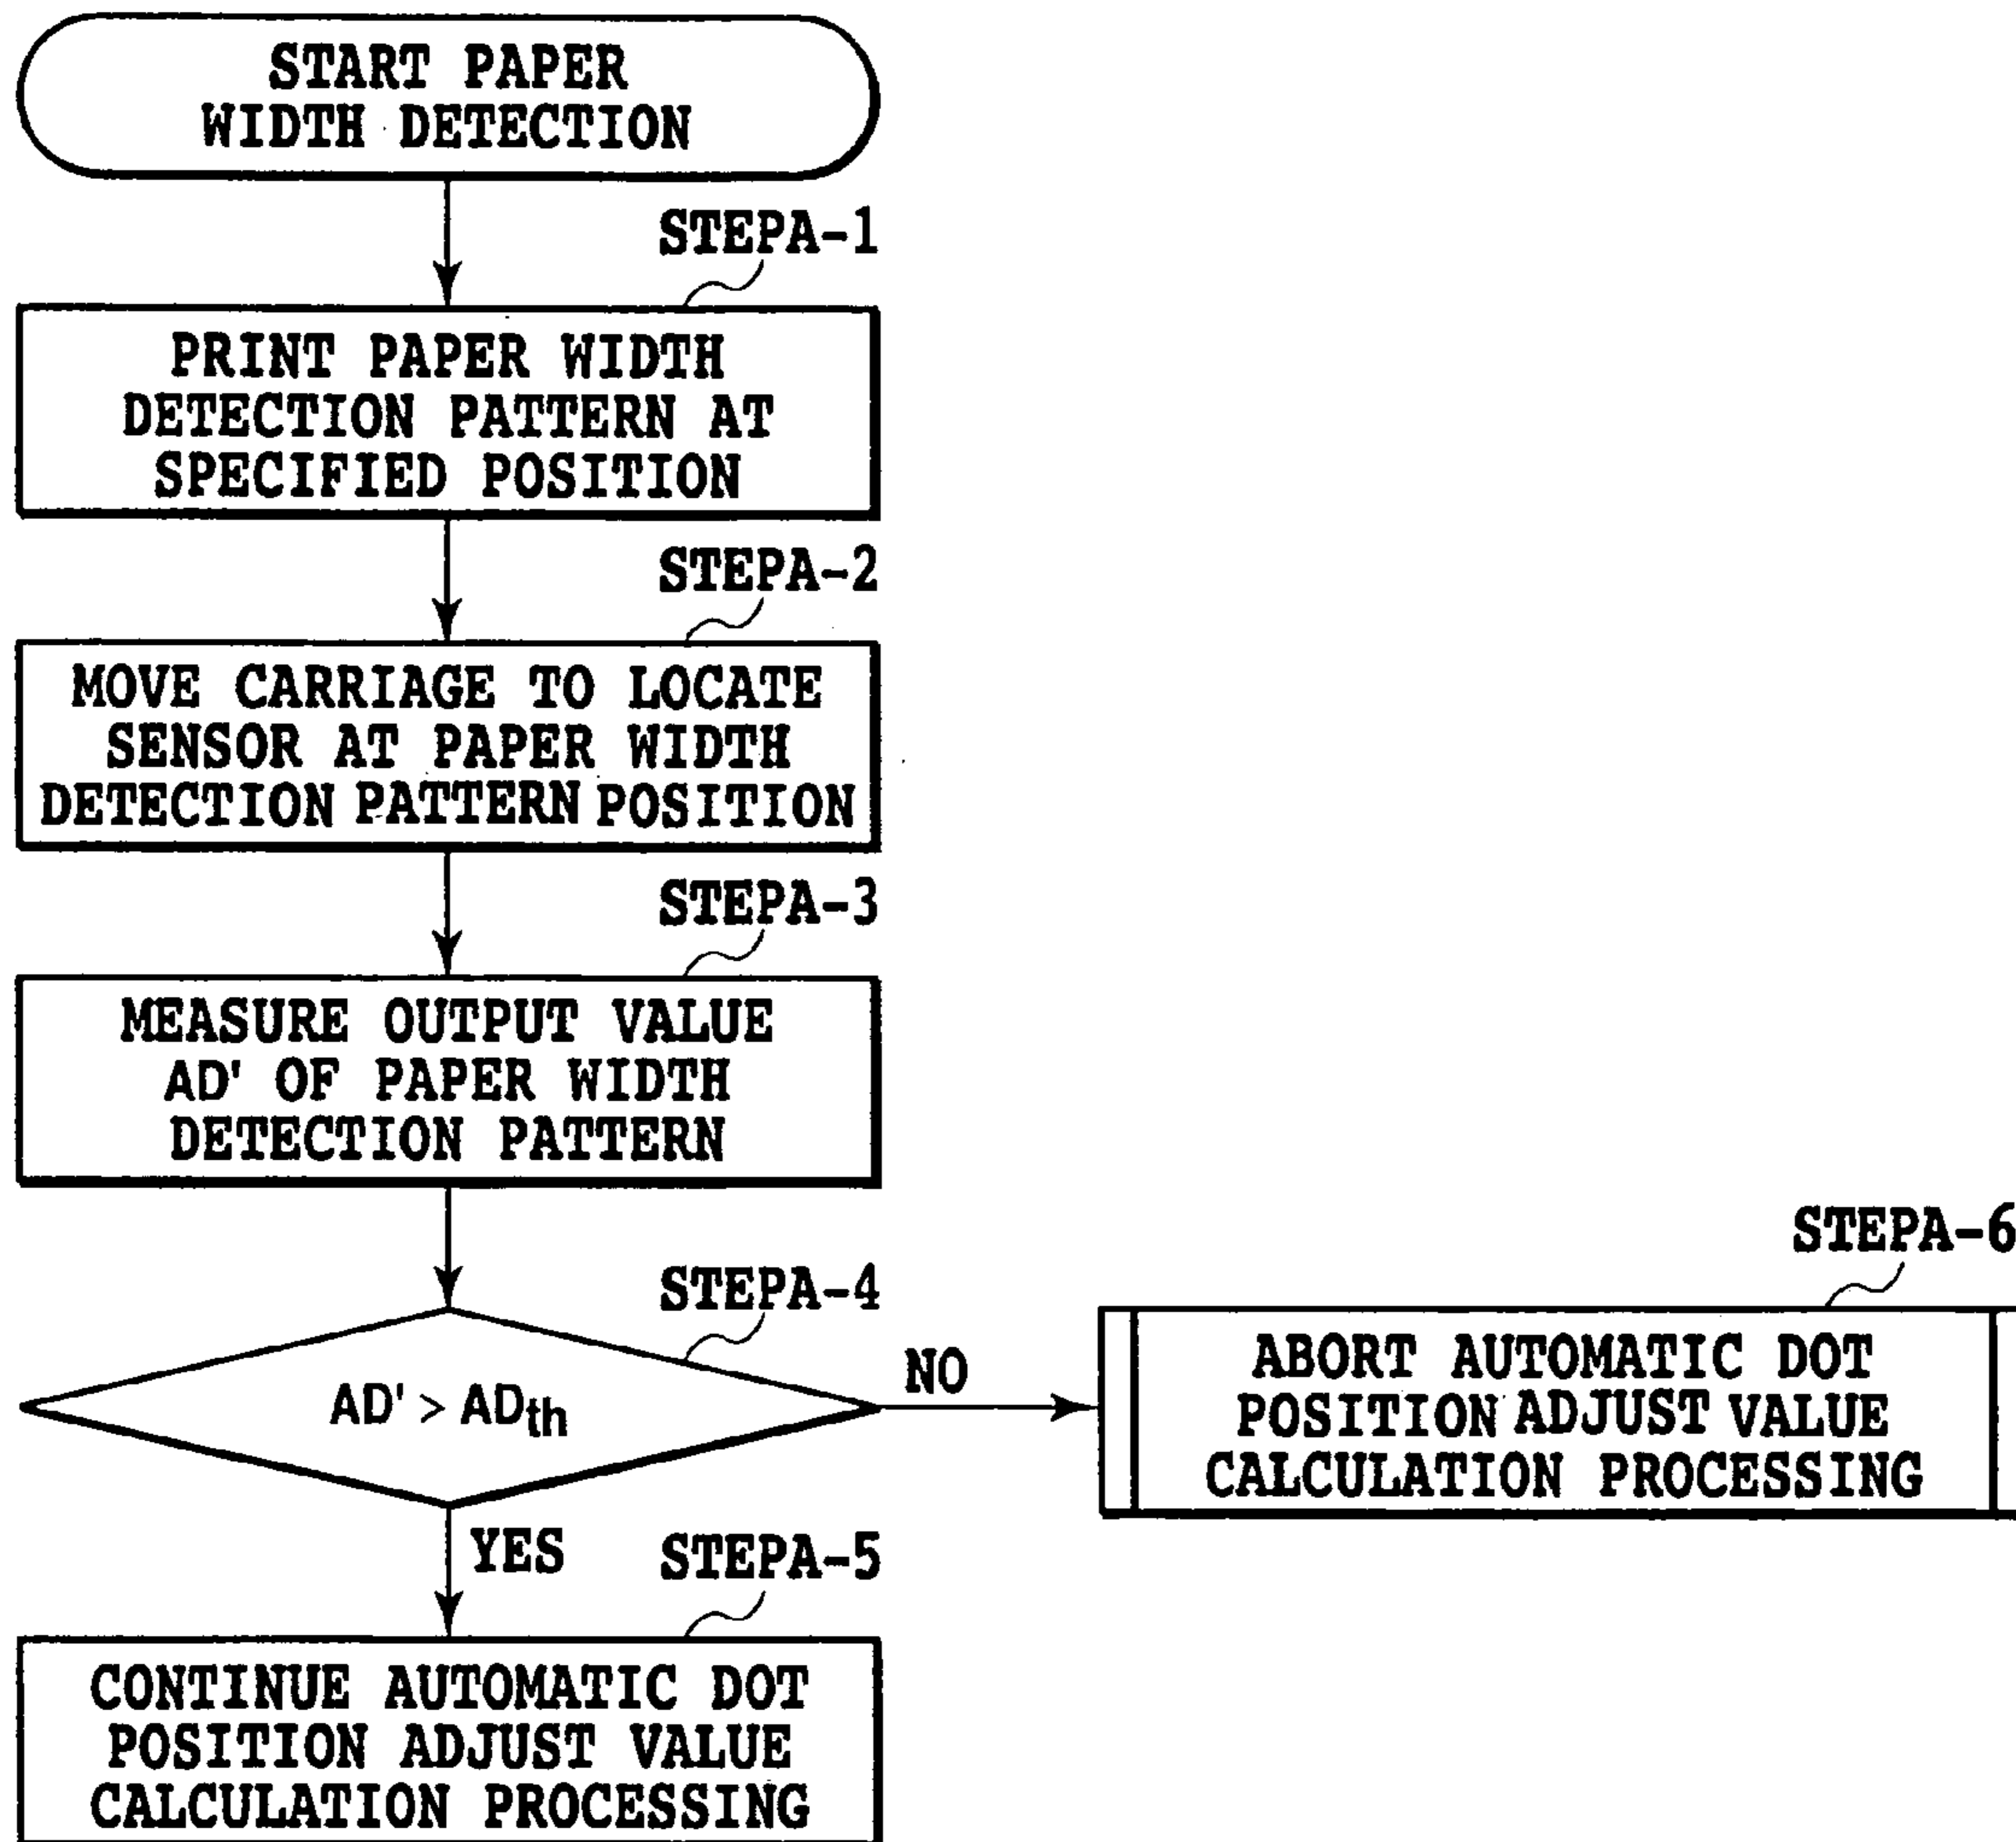 START PAPER
WIDTH DETECTION
STEPA-1
PRINT PAPER WIDTH
DETECTION PATTERN AT
SPECIFIED POSITION
STEPA-2
MOVE CARRIAGE TO LOCATE
SENSOR AT PAPER WIDTH
DETECTION PATTERN POSITION
STEPA-3
MEASURE OUTPUT VALUE
AD' OF PAPER WIDTH
DETECTION PATTERN
STEPA-4
AD' > ADth
NO
STEPA-6
ABORT AUTOMATIC DOT
POSITION ADJUST VALUE
CALCULATION PROCESSING
YES
STEPA-5
CONTINUE AUTOMATIC DOT
POSITION ADJUST VALUE
CALCULATION PROCESSING